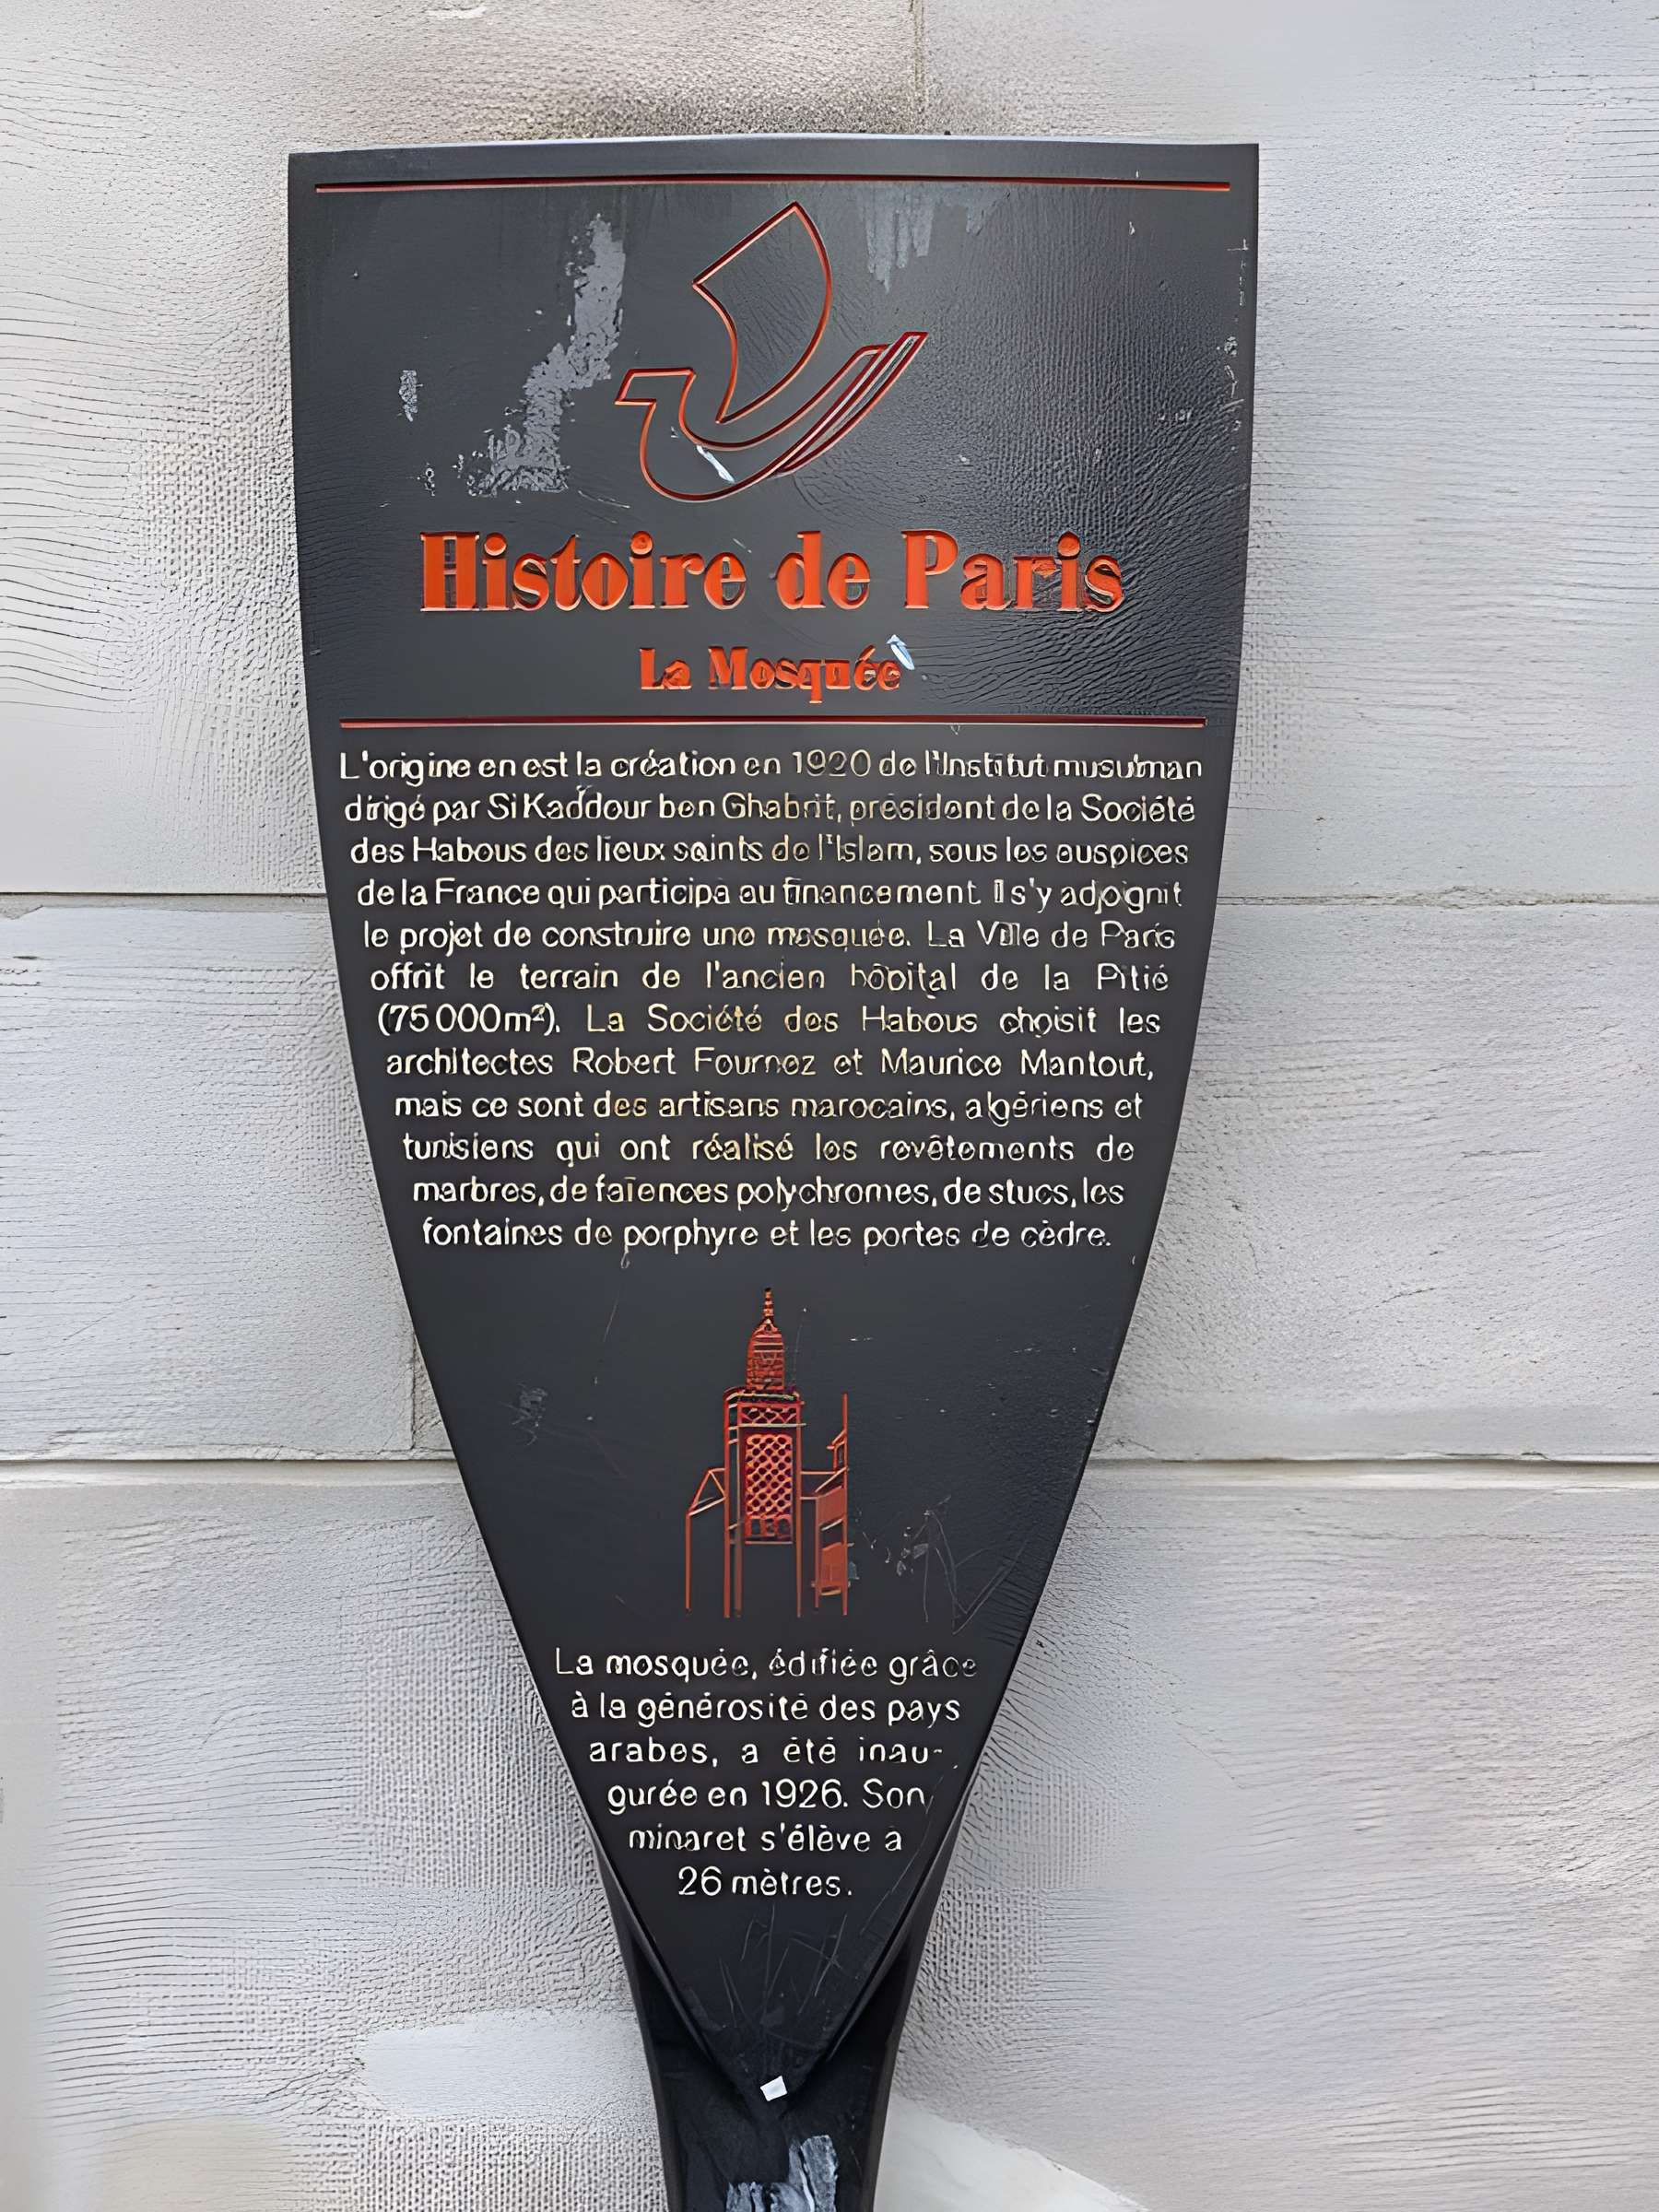 Histoire de Paris
La Mosquée
L'origine en est la création en 1920 de l'Institut musulman
dirigé par Si Kaddour ben Ghabrit, président de la Société
des Habous des lieux saints de l'Islam, sous les auspices
de la France qui participa au financement. Il s'y adjoignit
le projet de construire une mosquée. La Ville de Paris
offrit le terrain de l'ancien hôpital de la Pitié
(75000m²). La Société des Habous choisit les
architectes Robert Fournez et Maurice Mantout,
mais ce sont des artisans marocains, algériens et
tunisiens qui ont réalisé les revêtements de
marbres, de faïences polychromes, de stucs, les
fontaines de porphyre et les portes de cèdre.
La mosquée, édifiée grâce
à la générosité des pays
arabes, a été inau-
gurée en 1926. Son
minaret s'élève à
26 mètres.